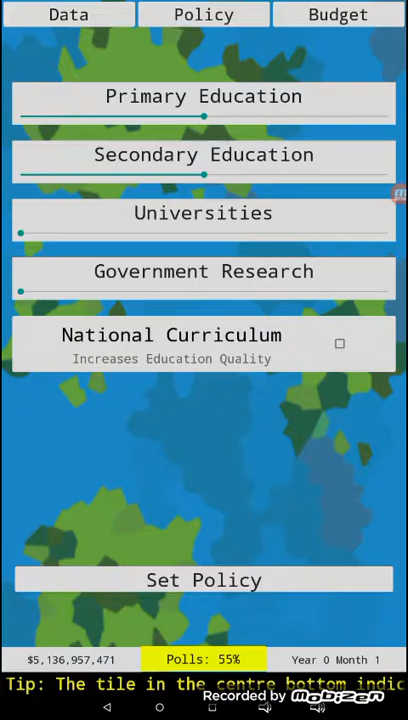 Data Policy Budget
Primary Education
Secondary Education
Universities
Government Research
National Curriculum
Increases Education Quality
Set Policy
$5,136,957,471 Polls: 55% Year 0 Month 1
Tip: The tile in the centre bottom indic
Recorded by mobizen